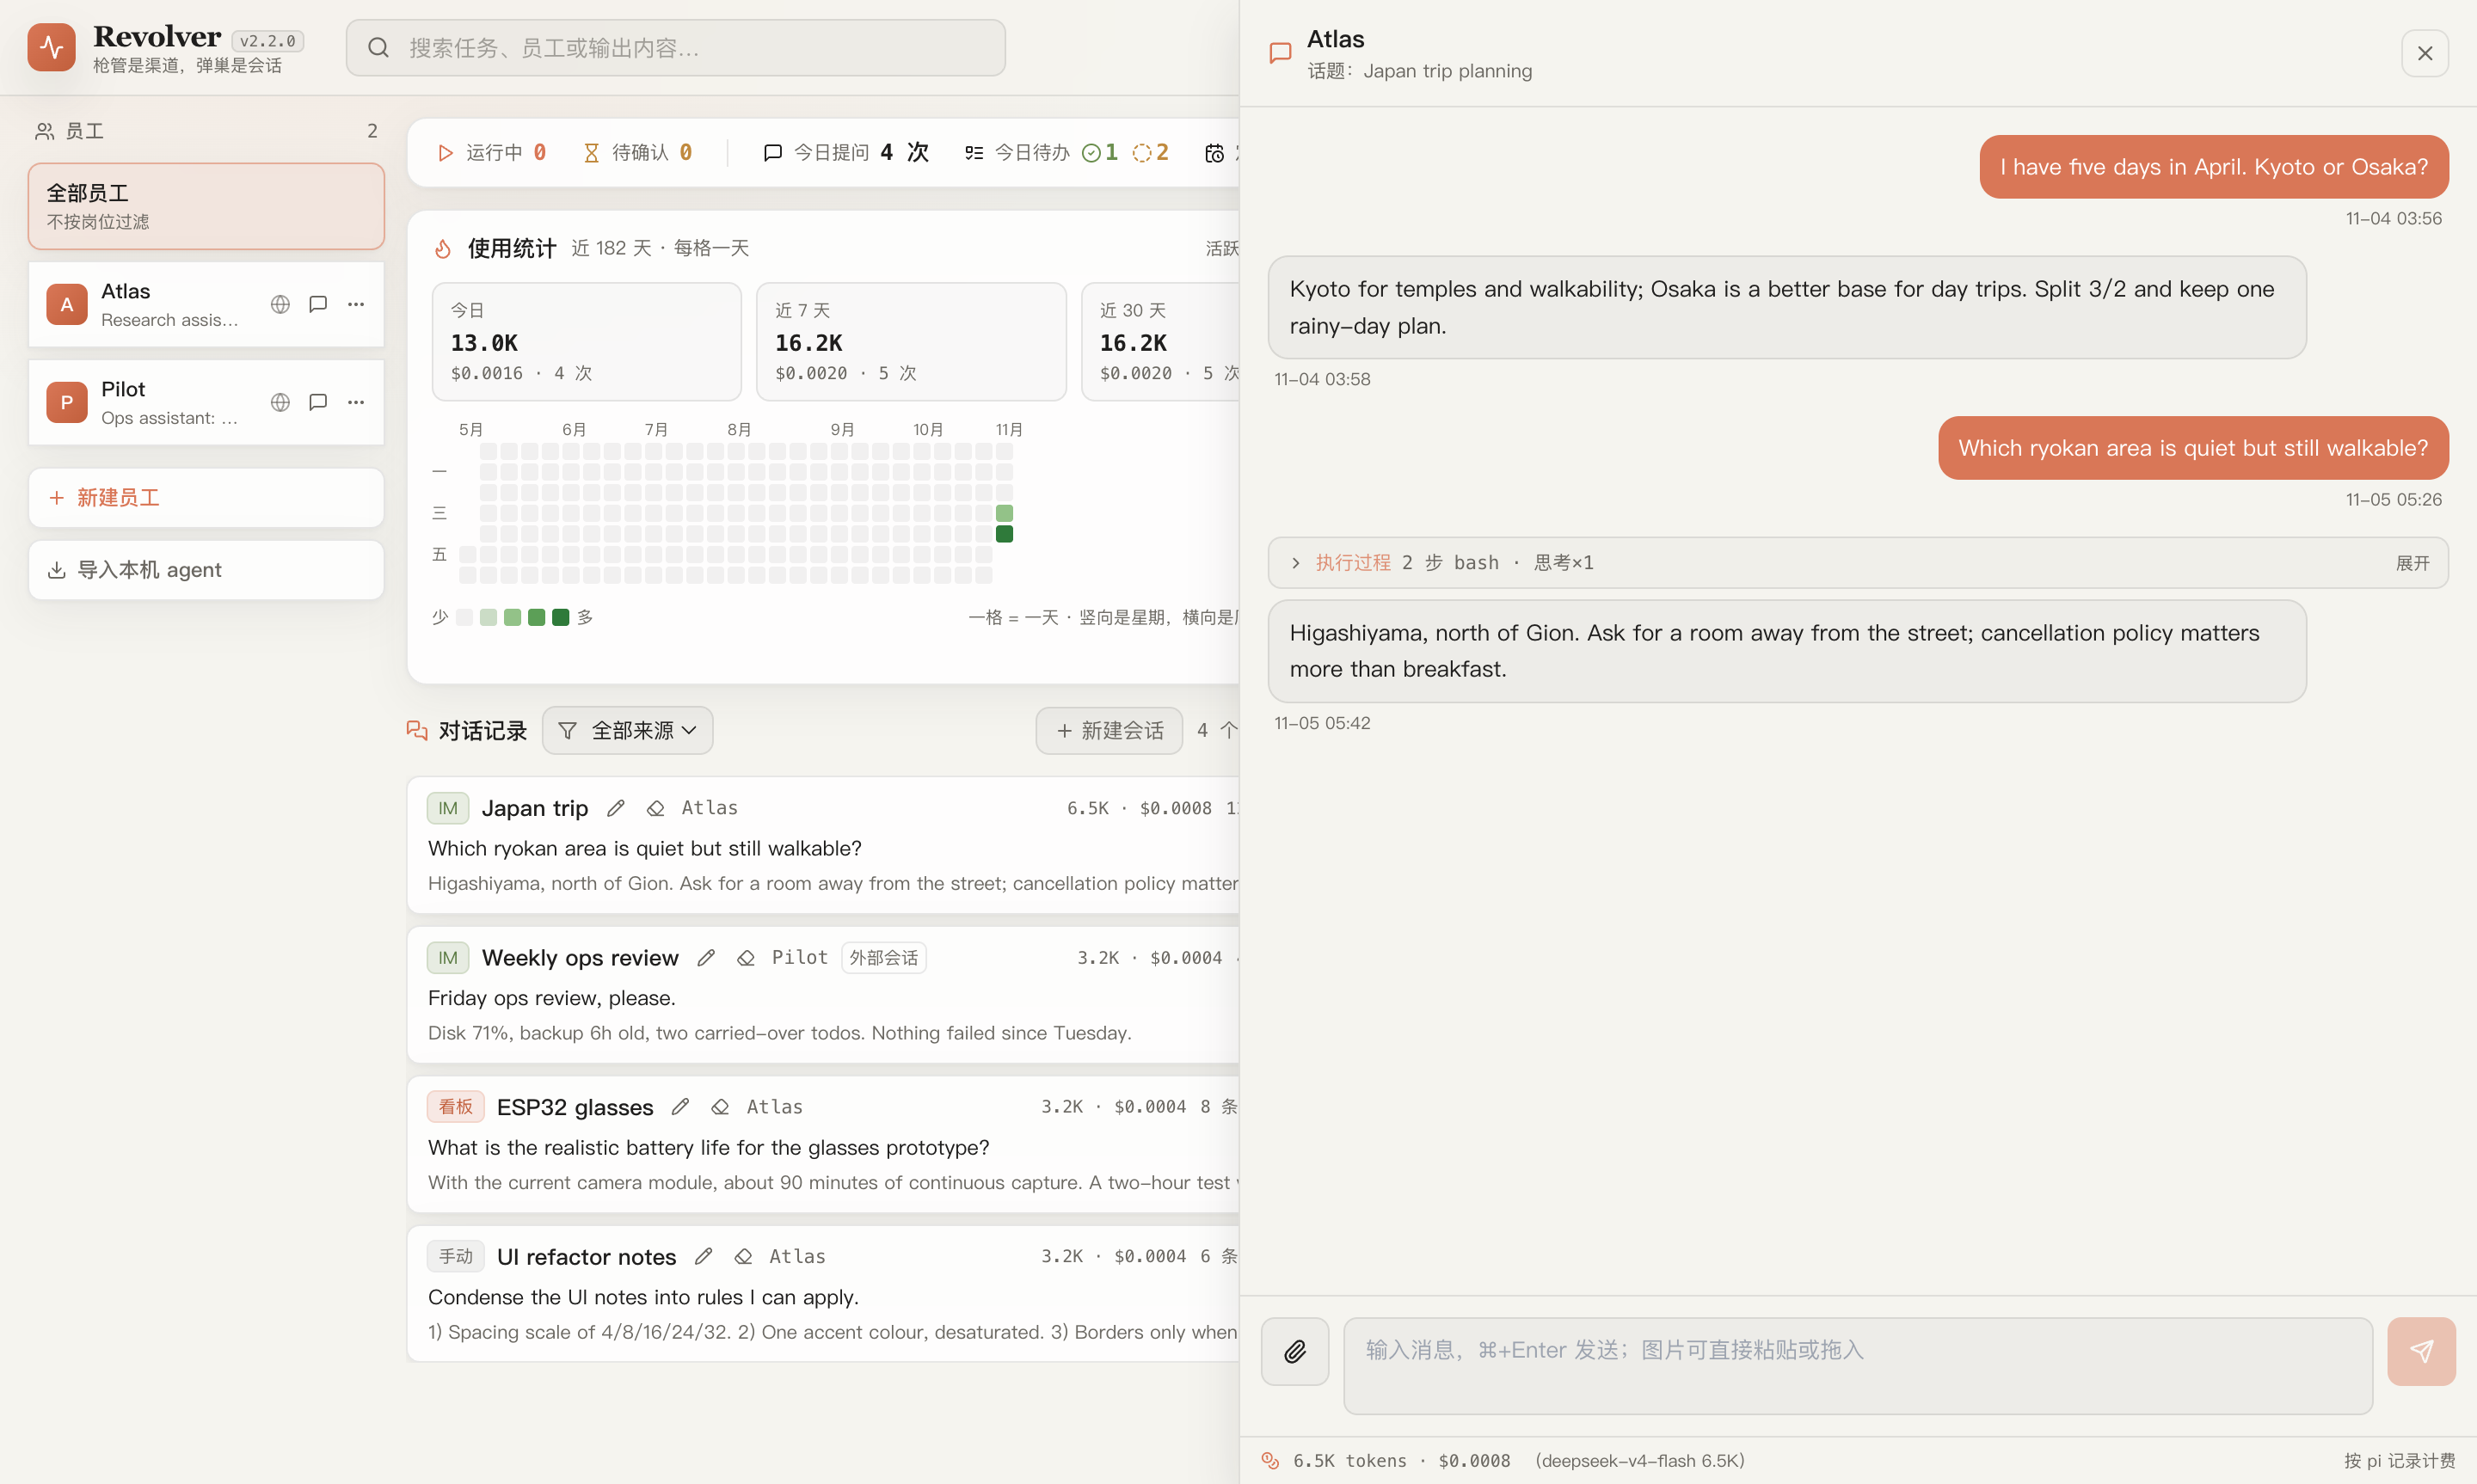 Revolver v2.2.0
枪管是渠道，弹巢是会话
搜索任务、员工或输出内容...
员工 2
全部员工
不按岗位过滤
A
Atlas
Research assis...
P
Pilot
Ops assistant: ...
+ 新建员工
导入本机 agent
运行中 0 待确认 0 今日提问 4 次 今日待办 1 2
使用统计 近 182 天 · 每格一天 活跃
今日
13.0K
$0.0016 · 4 次
近 7 天
16.2K
$0.0020 · 5 次
近 30 天
16.2K
$0.0020 · 5 次
5月 6月 7月 8月 9月 10月 11月
一
三
五
少 多
一格 = 一天 · 竖向是星期，横向是
对话记录 全部来源 + 新建会话 4 个
IM Japan trip Atlas 6.5K · $0.0008
Which ryokan area is quiet but still walkable?
Higashiyama, north of Gion. Ask for a room away from the street; cancellation policy matter
IM Weekly ops review Pilot 外部会话 3.2K · $0.0004
Friday ops review, please.
Disk 71%, backup 6h old, two carried-over todos. Nothing failed since Tuesday.
看板 ESP32 glasses Atlas 3.2K · $0.0004 8 条
What is the realistic battery life for the glasses prototype?
With the current camera module, about 90 minutes of continuous capture. A two-hour test
手动 UI refactor notes Atlas 3.2K · $0.0004 6 条
Condense the UI notes into rules I can apply.
1) Spacing scale of 4/8/16/24/32. 2) One accent colour, desaturated. 3) Borders only when
Atlas
话题：Japan trip planning
I have five days in April. Kyoto or Osaka?
11-04 03:56
Kyoto for temples and walkability; Osaka is a better base for day trips. Split 3/2 and keep one
rainy-day plan.
11-04 03:58
Which ryokan area is quiet but still walkable?
11-05 05:26
执行过程 2 步 bash · 思考×1 展开
Higashiyama, north of Gion. Ask for a room away from the street; cancellation policy matters
more than breakfast.
11-05 05:42
输入消息，⌘+Enter 发送；图片可直接粘贴或拖入
6.5K tokens · $0.0008 (deepseek-v4-flash 6.5K) 按 pi 记录计费